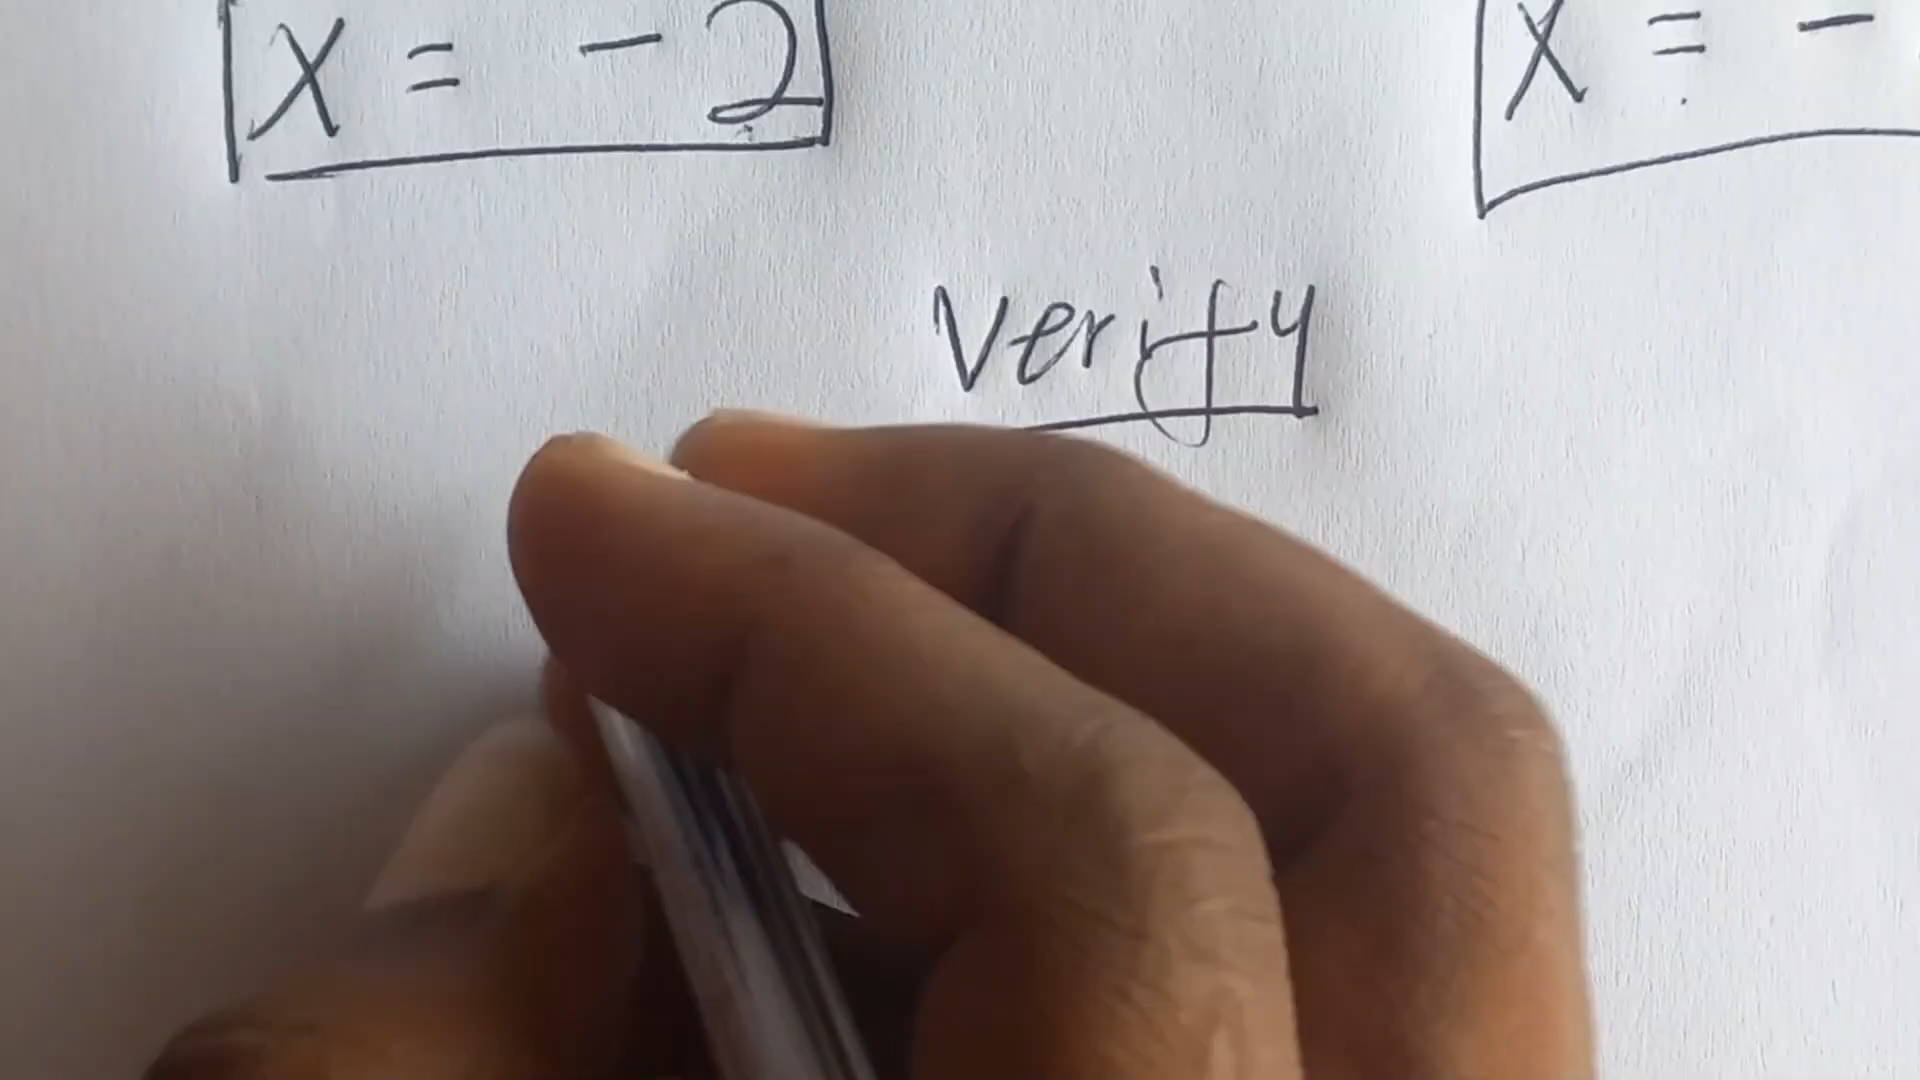 x = - 2
x = -
Verify